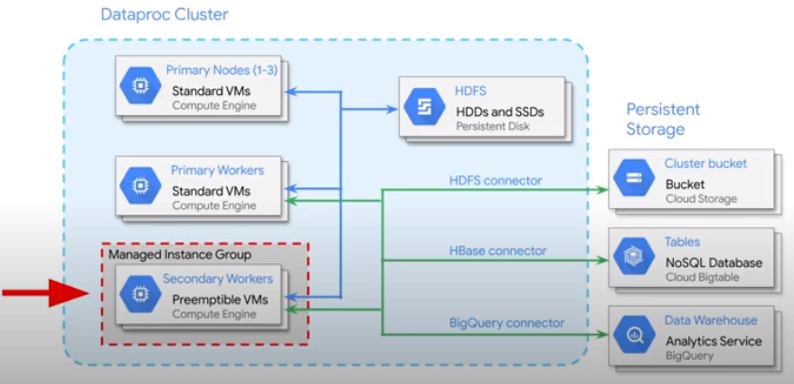 Dataproc Cluster
Primary Nodes (1-3)
Standard VMs
Compute Engine
HDFS
HDDs and SSDs
Persistent Disk
Persistent
Storage
Primary Workers
Standard VMs
Compute Engine
HDFS connector
Cluster bucket
Bucket
Cloud Storage
Managed Instance Group
Secondary Workers
Preemptible VMs
Compute Engine
HBase connector
Tables
NoSQL Database
Cloud Bigtable
BigQuery connector
Data Warehouse
Analytics Service
BigQuery